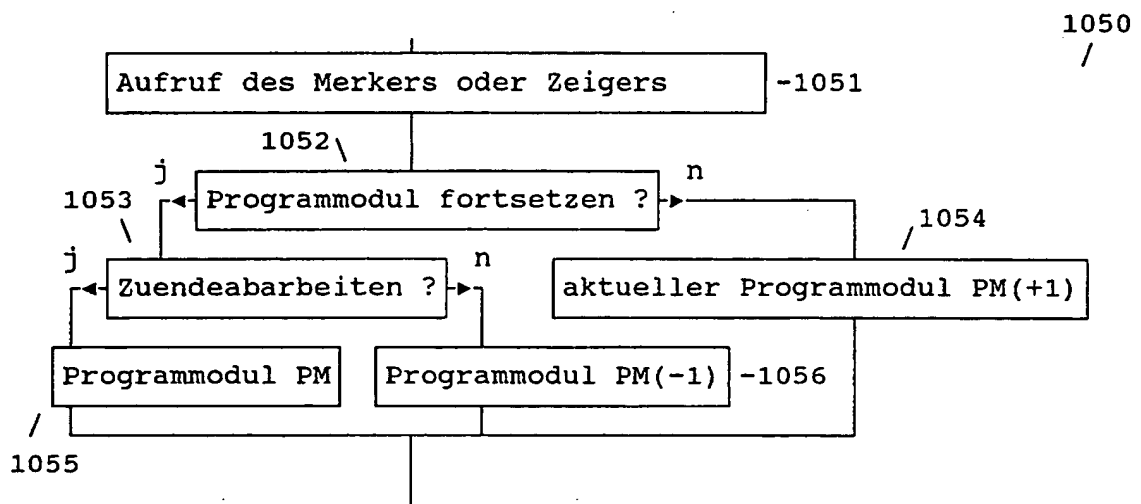 1050
Aufruf des Merkers oder Zeigers -1051
1052
j Programmodul fortsetzen ? n
1053
1054
j Zuendeabarbeiten ? n
aktueller Programmodul PM(+1)
Programmodul PM Programmodul PM(-1) -1056
1055